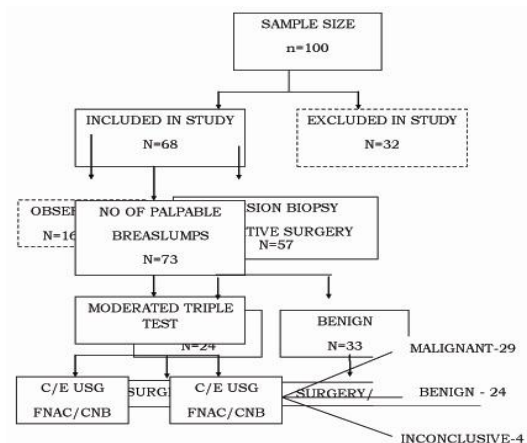 SAMPLE SIZE
n=100
INCLUDED IN STUDY
N=68
EXCLUDED IN STUDY
N=32
OBSER
N=16
NO OF PALPABLE
BREASLUMPS
N=73
SION BIOPSY
TIVE SURGERY
N=57
MODERATED TRIPLE
TEST
N=24
BENIGN
N=33
MALIGNANT-29
C/E USG
FNAC/CNB
SURG
C/E USG
FNAC/CNB
SURGERY/
BENIGN - 24
INCONCLUSIVE-4